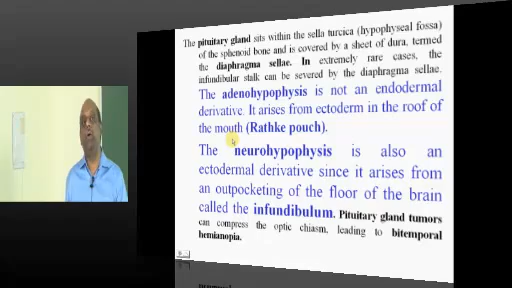 The pituitary gland sits within the sella turcica (hypophyseal fossa)
of the sphenoid bone and is covered by a sheet of dura, termed
the diaphragma sellae. In extremely rare cases, the
infundibular stalk can be severed by the diaphragma sellae.
The adenohypophysis is not an endodermal
derivative. It arises from ectoderm in the roof of
the mouth (Rathke pouch).
The neurohypophysis is also an
ectodermal derivative since it arises from
an outpocketing of the floor of the brain
called the infundibulum. Pituitary gland tumors
can compress the optic chiasm, leading to bitemporal
hemianopia.